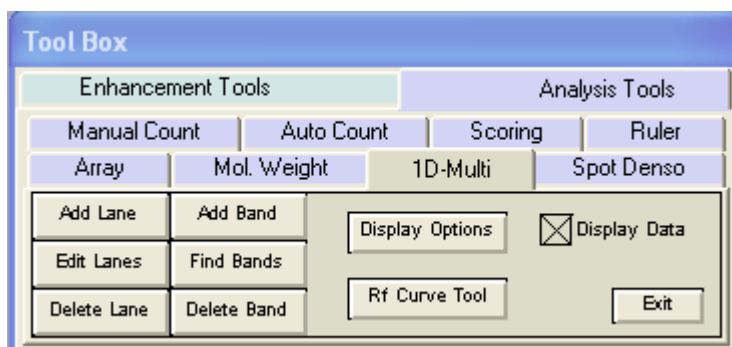 Tool Box
Enhancement Tools Analysis Tools
Manual Count Auto Count Scoring Ruler
Array Mol. Weight 1D-Multi Spot Denso
Add Lane Add Band Display Options Display Data
Edit Lanes Find Bands
Delete Lane Delete Band Rf Curve Tool Exit